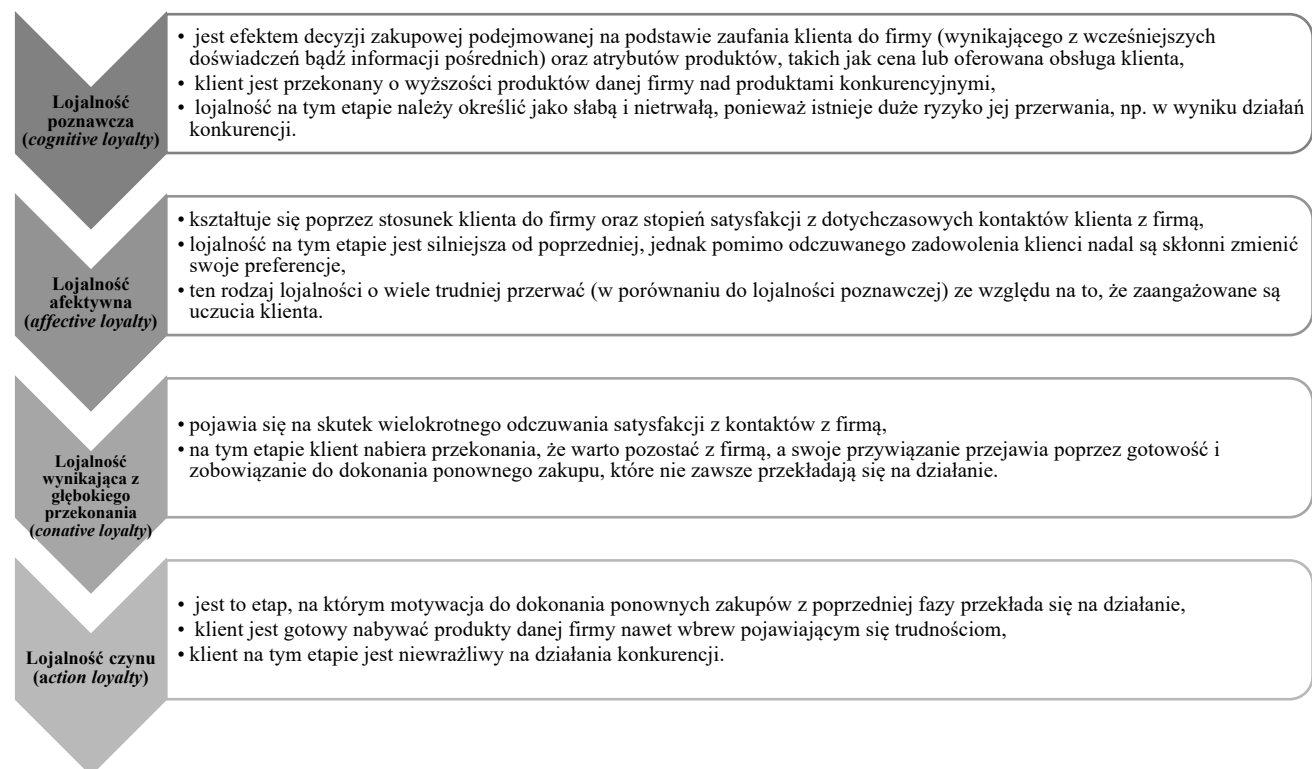 Lojalność
poznawcza
(cognitive loyalty)
• jest efektem decyzji zakupowej podejmowanej na podstawie zaufania klienta do firmy (wynikającego z wcześniejszych
doświadczeń bądź informacji pośrednich) oraz atrybutów produktów, takich jak cena lub oferowana obsługa klienta,
• klient jest przekonany o wyższości produktów danej firmy nad produktami konkurencyjnymi,
• lojalność na tym etapie należy określić jako słabą i nietrwałą, ponieważ istnieje duże ryzyko jej przerwania, np. w wyniku działań
konkurencji.
Lojalność
afektywna
(affective loyalty)
• kształtuje się poprzez stosunek klienta do firmy oraz stopień satysfakcji z dotychczasowych kontaktów klienta z firmą,
• lojalność na tym etapie jest silniejsza od poprzedniej, jednak pomimo odczuwanego zadowolenia klienci nadal są skłonni zmienić
swoje preferencje,
• ten rodzaj lojalności o wiele trudniej przerwać (w porównaniu do lojalności poznawczej) ze względu na to, że zaangażowane są
uczucia klienta.
Lojalność
wynikająca z
głębokiego
przekonania
(conative loyalty)
• pojawia się na skutek wielokrotnego odczuwania satysfakcji z kontaktów z firmą,
• na tym etapie klient nabiera przekonania, że warto pozostać z firmą, a swoje przywiązanie przejawia poprzez gotowość i
zobowiązanie do dokonania ponownego zakupu, które nie zawsze przekładają się na działanie.
Lojalność czynu
(action loyalty)
• jest to etap, na którym motywacja do dokonania ponownych zakupów z poprzedniej fazy przekłada się na działanie,
• klient jest gotowy nabywać produkty danej firmy nawet wbrew pojawiającym się trudnościom,
• klient na tym etapie jest niewrażliwy na działania konkurencji.